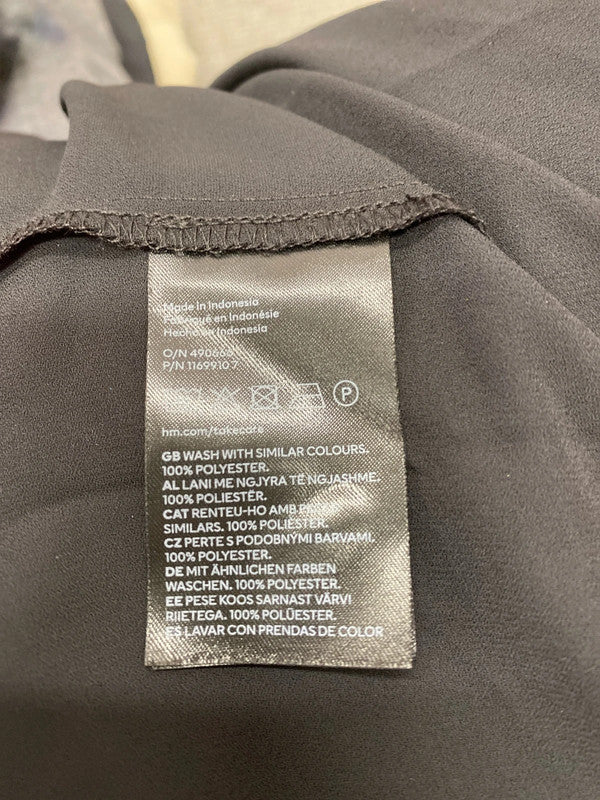 Made in Indonesia
Fabriqué en Indonésie
Hecho en Indonesia
O/N 490660
P/N 1169910 7
P
hm.com/takecare
GB WASH WITH SIMILAR COLOURS.
100% POLYESTER.
AL LANI ME NGJYRA TË NGJASHME.
100% POLIESTËR.
CAT RENTEU-HO AMB
SIMILARS. 100% POLIÈSTER.
CZ PERTE S PODOBNÝMI BARVAMI.
100% POLYESTER.
DE MIT ÄHNLICHEN FARBEN
WASCHEN. 100% POLYESTER.
EE PESE KOOS SARNAST VÄRVI
RIIETEGA. 100% POLÜESTER.
ES LAVAR CON PRENDAS DE COLOR